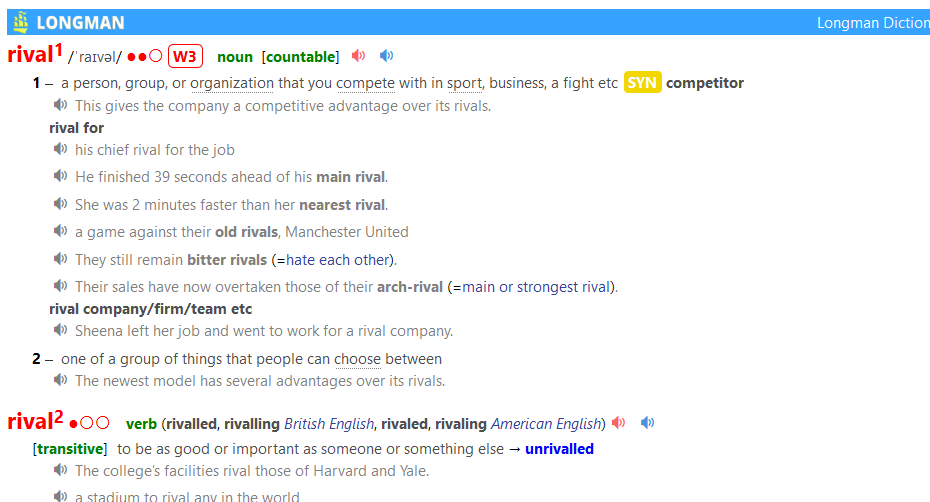 LONGMAN Longman Diction
rival1 /ˈraɪvəl/ ●●○ W3 noun [countable]
1 – a person, group, or organization that you compete with in sport, business, a fight etc SYN competitor
This gives the company a competitive advantage over its rivals.
rival for
his chief rival for the job
He finished 39 seconds ahead of his main rival.
She was 2 minutes faster than her nearest rival.
a game against their old rivals, Manchester United
They still remain bitter rivals (=hate each other).
Their sales have now overtaken those of their arch-rival (=main or strongest rival).
rival company/firm/team etc
Sheena left her job and went to work for a rival company.
2 – one of a group of things that people can choose between
The newest model has several advantages over its rivals.
rival2 ●○○ verb (rivalled, rivalling British English, rivaled, rivaling American English)
[transitive] to be as good or important as someone or something else → unrivalled
The college's facilities rival those of Harvard and Yale.
a stadium to rival any in the world